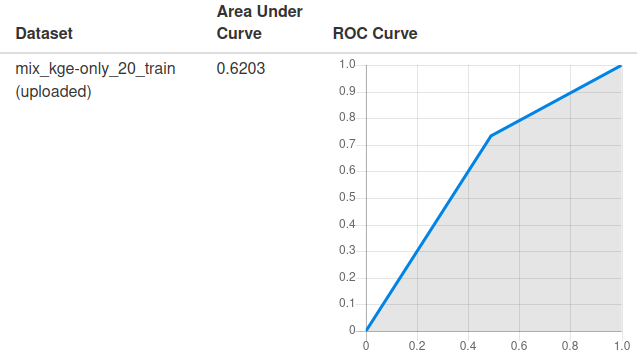 Dataset
Area Under
Curve
ROC Curve
mix_kge-only_20_train
(uploaded)
0.6203
1.0
0.9
0.8
0.7
0.6
0.5
0.4
0.3
0.2
0.1
0
0 0.2 0.4 0.6 0.8 1.0